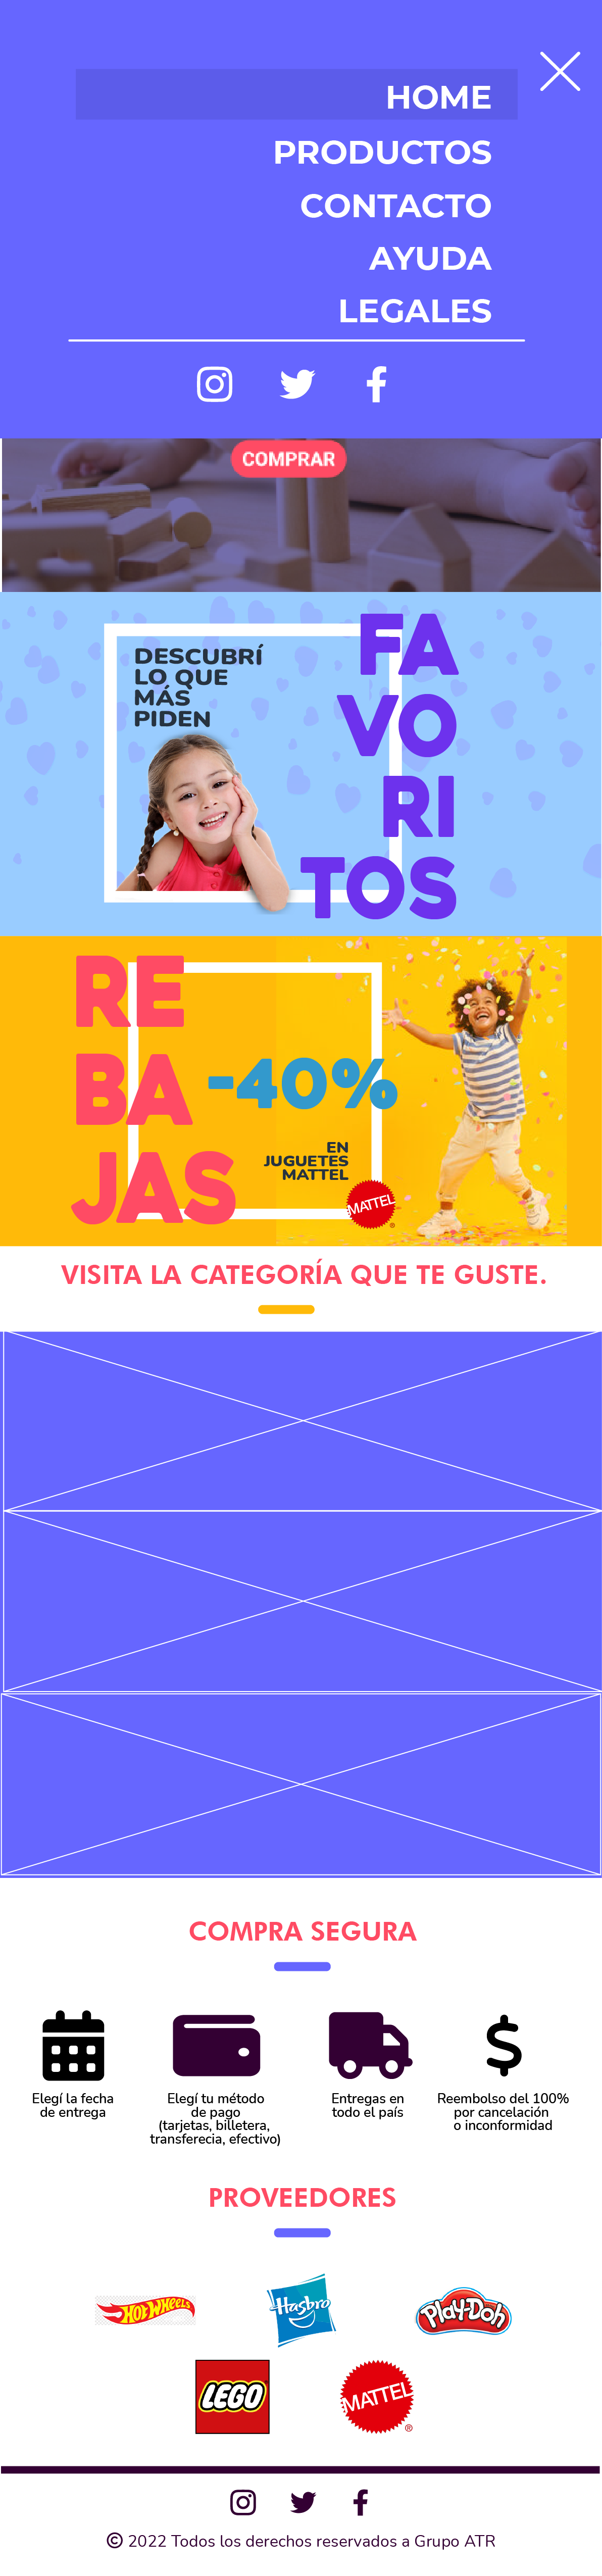 HOME
PRODUCTOS
CONTACTO
AYUDA
LEGALES
COMPRAR
DESCUBRÍ
LO QUE
MÁS
PIDEN
FA
VO
RI
TOS
RE
BA
JAS
-40%
EN
JUGUETES
MATTEL
MATTEL
®
VISITA LA CATEGORÍA QUE TE GUSTE.
COMPRA SEGURA
Elegí la fecha
de entrega
Elegí tu método
de pago
(tarjetas, billetera,
transferecia, efectivo)
Entregas en
todo el país
Reembolso del 100%
por cancelación
o inconformidad
PROVEEDORES
HOT WHEELS
Hasbro
Play-Doh
LEGO
MATTEL
®
© 2022 Todos los derechos reservados a Grupo ATR